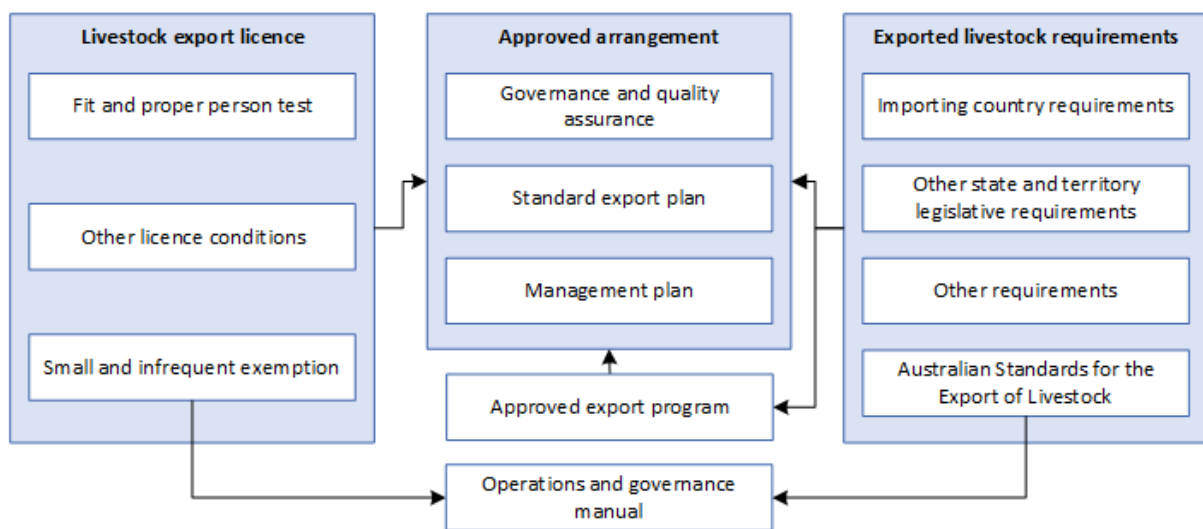 Livestock export licence
Fit and proper person test
Other licence conditions
Small and infrequent exemption
Approved arrangement
Governance and quality
assurance
Standard export plan
Management plan
Approved export program
Operations and governance
manual
Exported livestock requirements
Importing country requirements
Other state and territory
legislative requirements
Other requirements
Australian Standards for the
Export of Livestock